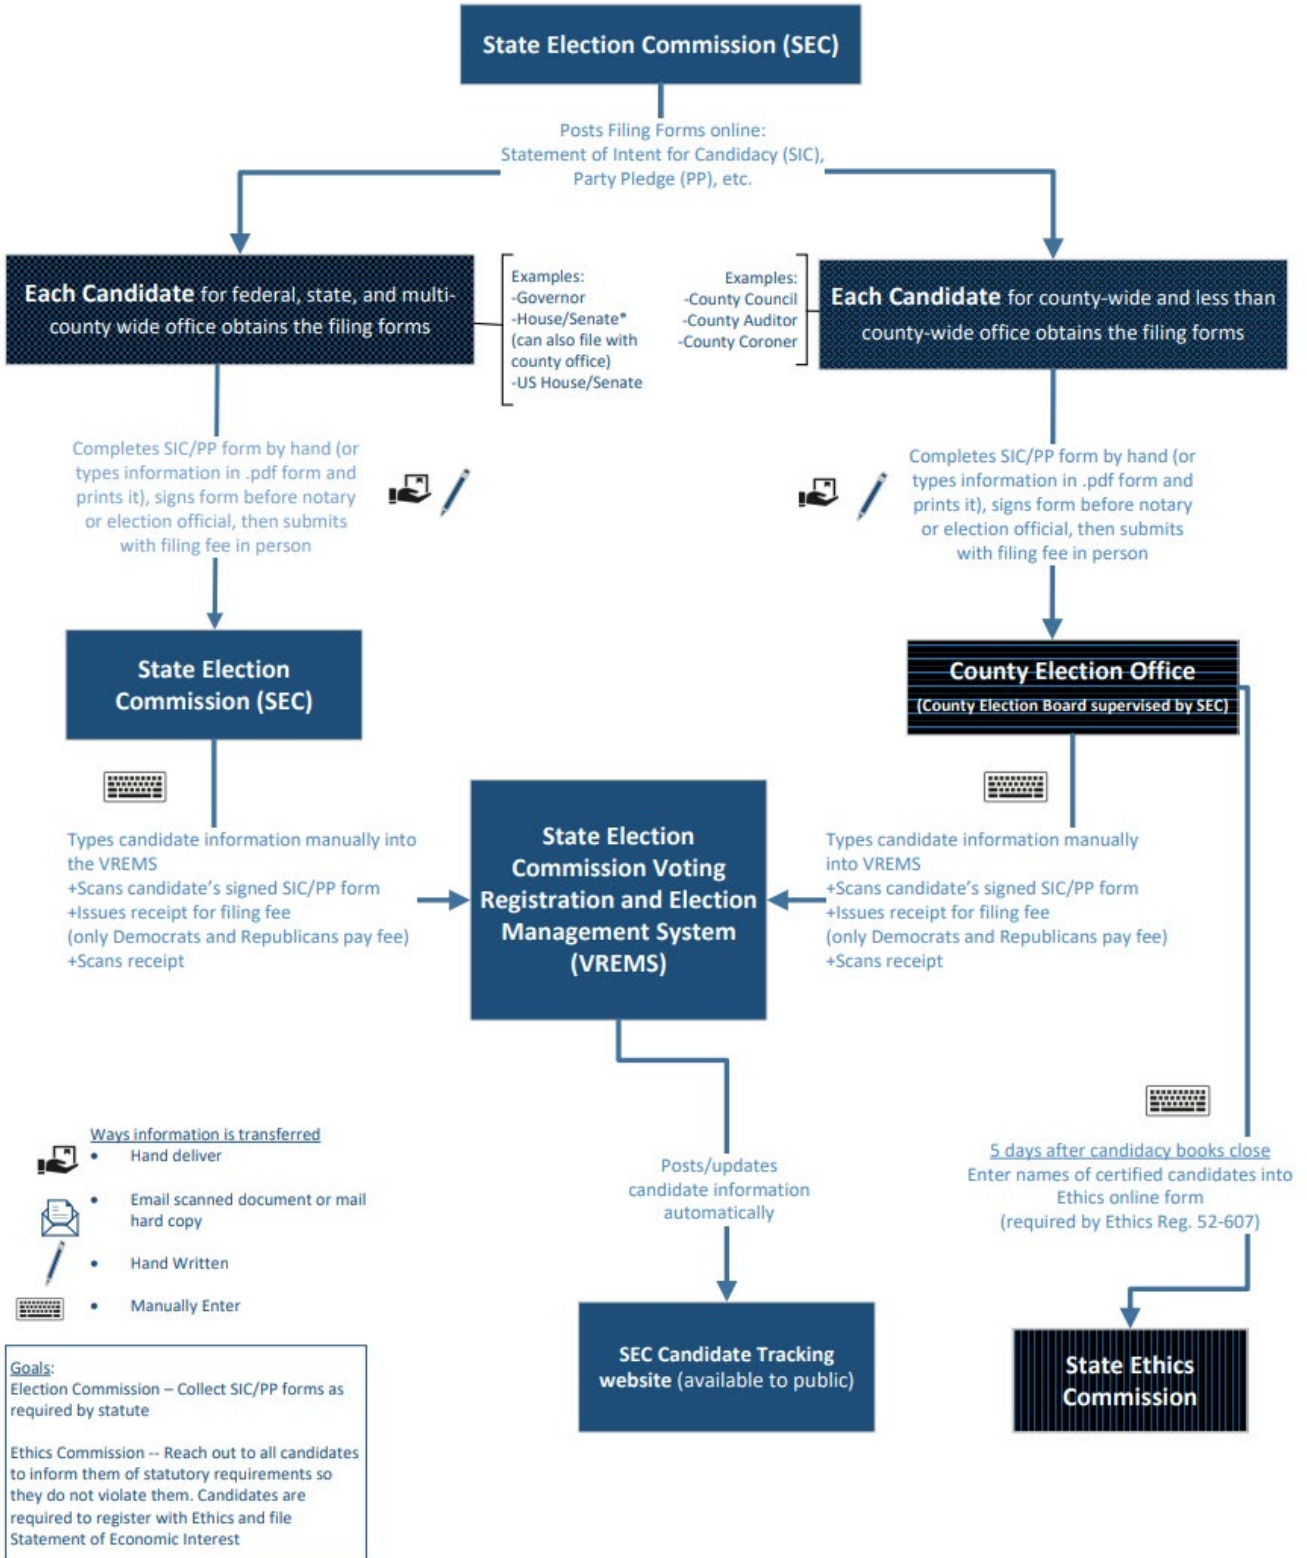 State Election Commission (SEC)
Posts Filing Forms online:
Statement of Intent for Candidacy (SIC),
Party Pledge (PP), etc.
Each Candidate for federal, state, and multi-
county wide office obtains the filing forms
Examples:
-Governor
-House/Senate*
(can also file with
county office)
-US House/Senate
Examples:
-County Council
-County Auditor
-County Coroner
Each Candidate for county-wide and less than
county-wide office obtains the filing forms
Completes SIC/PP form by hand (or
types information in .pdf form and
prints it), signs form before notary
or election official, then submits
with filing fee in person
Completes SIC/PP form by hand (or
types information in .pdf form and
prints it), signs form before notary
or election official, then submits
with filing fee in person
State Election
Commission (SEC)
County Election Office
(County Election Board supervised by SEC)
Types candidate information manually into
the VREMS
+Scans candidate's signed SIC/PP form
+Issues receipt for filing fee
(only Democrats and Republicans pay fee)
+Scans receipt
State Election
Commission Voting
Registration and Election
Management System
(VREMS)
Types candidate information manually
into VREMS
+Scans candidate's signed SIC/PP form
+Issues receipt for filing fee
(only Democrats and Republicans pay fee)
+Scans receipt
Ways information is transferred
• Hand deliver
• Email scanned document or mail
hard copy
• Hand Written
• Manually Enter
Posts/updates
candidate information
automatically
5 days after candidacy books close
Enter names of certified candidates into
Ethics online form
(required by Ethics Reg. 52-607)
SEC Candidate Tracking
website (available to public)
State Ethics
Commission
Goals:
Election Commission – Collect SIC/PP forms as
required by statute
Ethics Commission -- Reach out to all candidates
to inform them of statutory requirements so
they do not violate them. Candidates are
required to register with Ethics and file
Statement of Economic Interest